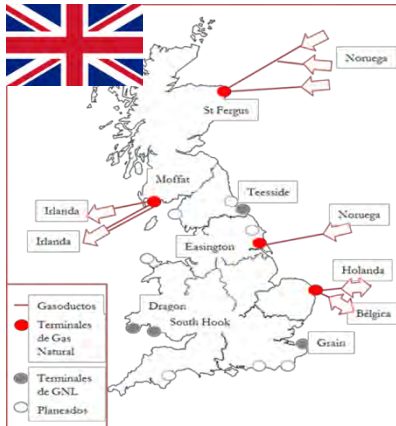 Noruega
St Fergus
Moffat
Teesside
Irlanda
Irlanda
Noruega
Easington
Holanda
Bélgica
Dragon
South Hook
Grain
Gasoductos
Terminales
de Gas
Natural
Terminales
de GNL
Planeados